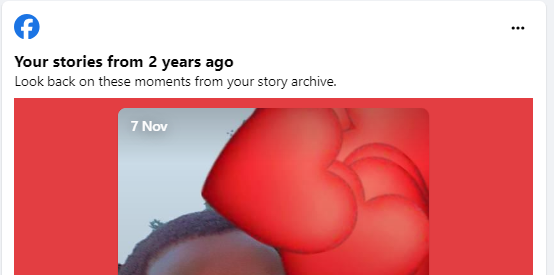 Your stories from 2 years ago
Look back on these moments from your story archive.
7 Nov